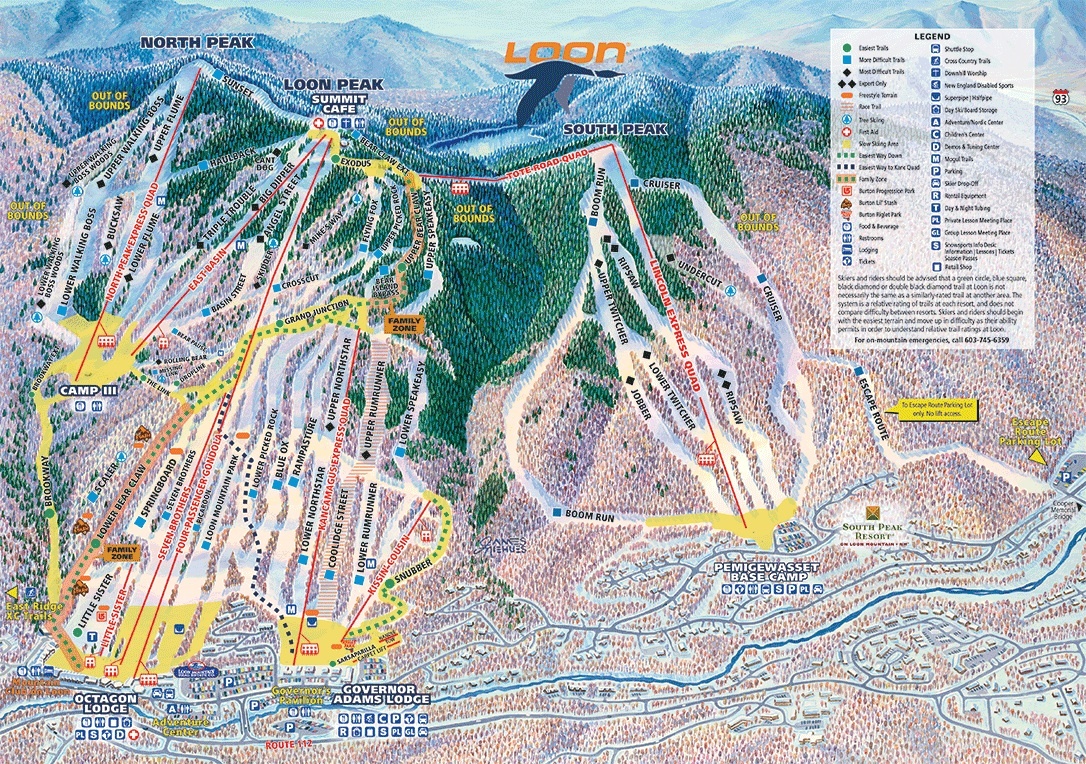 LOON
NORTH PEAK
LOON PEAK
SUMMIT
CAFE
SOUTH PEAK
OUT OF
BOUNDS
OUT OF
BOUNDS
OUT OF
BOUNDS
OUT OF
BOUNDS
OUT OF
BOUNDS
SUNSET
UPPER WALKING BOSS
UPPER FLUME
HAULBACK
CANT
DOG
BIG DIPPER
TRIPLE TROUBLE
ANGEL STREET
EXODUS
BEAR CLAW EXT.
TOTE ROAD QUAD
NORTH PEAK EXPRESS QUAD
BUCKSAW
LOWER FLUME
LOWER WALKING BOSS
LOWER WALKING
BOSS WOODS
EAST BASIN
BASIN STREET
CROSSCUT
FLYING FOX
UPPER PICKED ROCK
UPPER BEARCLAW
UPPER SPEAKEASY
BEAR
ISLAND
BYPASS
GRAND JUNCTION
FAMILY
ZONE
ROLLING BEAR
THE LINK
CAMP III
BROOKWAY
SCALER
LOWER BEAR CLAW
SPRINGBOARD
SEVEN BROTHERS
PICAROON
LOON MOUNTAIN PARK
SEVEN BROTHERS
FOUR-PASSENGER GONDOLA
LOWER PICKED ROCK
BLUE OX
RAMPASTURE
UPPER NORTHSTAR
LOWER NORTHSTAR
KANCAMAGUS EXPRESS QUAD
COOLIDGE STREET
UPPER RUMRUNNER
LOWER RUMRUNNER
LOWER SPEAKEASY
KISSIN' COUSIN
SNUBBER
SARSAPARILLA
CARPET LIFT
FAMILY
ZONE
LITTLE SISTER
LITTLE SISTER
East Ridge
XC Trails
OCTAGON
LODGE
Adventure
Center
Governor's
Pavilion
GOVERNOR
ADAMS LODGE
ROUTE 112
BOOM RUN
CRUISER
UNDERCUT
RIPSAW
UPPER TWITCHER
LINCOLN EXPRESS QUAD
CRUISER
LOWER TWITCHER
JOBBER
RIPSAW
BOOM RUN
ESCAPE ROUTE
To Escape Route Parking Lot
only. No lift access.
Escape
Route
Parking Lot
SOUTH PEAK
RESORT
PEMIGEWASSET
BASE CAMP
93
LEGEND
Easiest Trails
More Difficult Trails
Most Difficult Trails
Expert Only
Freestyle Terrain
Race Trail
Tree Skiing
First Aid
Slow Skiing Area
Easiest Way Down
Easiest Way to Kanc Quad
Family Zone
Burton Progression Park
Burton Lil' Stash
Burton Riglet Park
Food & Beverage
Restrooms
Lodging
Tickets
Shuttle Stop
Cross Country Trails
Downhill Worship
New England Disabled Sports
Superpipe | Halfpipe
Day Ski/Board Storage
Adventure/Nordic Center
Children's Center
Demos & Tuning Center
Mogul Trails
Parking
Skier Drop-Off
Rental Equipment
Day & Night Tubing
Private Lesson Meeting Place
Group Lesson Meeting Place
Snowsports Info Desk:
Information | Lessons | Tickets
Season Passes
Retail Shop
Skiers and riders should be advised that a green circle, blue square,
black diamond or double black diamond trail at Loon is not
necessarily the same as a similarly-rated trail at another area. The
system is a relative rating of trails at each resort, and does not
compare difficulty between resorts. Skiers and riders should begin
with the easiest terrain and move up in difficulty as their ability
permits in order to understand relative trail ratings at Loon.
For on-mountain emergencies, call 603-745-6359